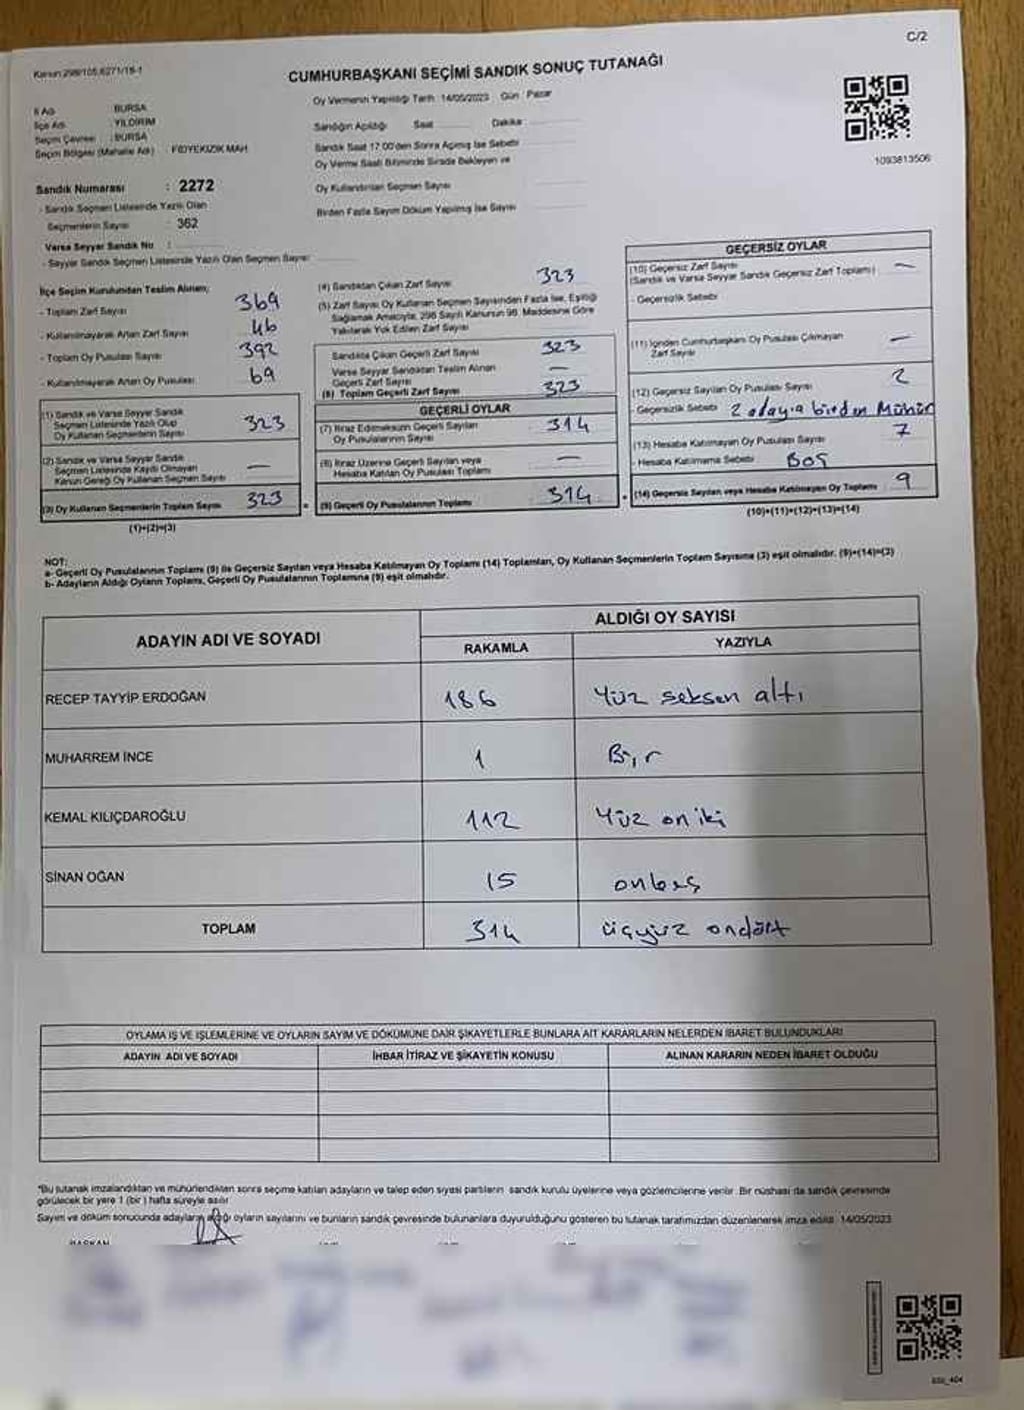 C/2
Kanun 298/105,6271/18-1
CUMHURBAŞKANI SEÇİMİ SANDIK SONUÇ TUTANAĞI
İl Adı : BURSA
İlçe Adı : YILDIRIM
Seçim Çevresi : BURSA
Seçim Bölgesi (Mahalle Adı) : FİDYEKIZIK MAH.
Sandık Numarası : 2272
- Sandık Seçmen Listesinde Yazılı Olan
Seçmenlerin Sayısı : 362
Varsa Seyyar Sandık No :
- Seyyar Sandık Seçmen Listesinde Yazılı Olan Seçmen Sayısı
Oy Vermenin Yapıldığı Tarih : 14/05/2023 Gün : Pazar
Sandığın Açıldığı Saat Dakika
Sandık Saat 17.00'den Sonra Açılmış İse Sebebi
Oy Verme Saati Bitiminde Sırada Bekleyen ve
Oy Kullandırılan Seçmen Sayısı
Birden Fazla Sayım Döküm Yapılmış İse Sayısı
1093813506
İlçe Seçim Kurulundan Teslim Alınan;
- Toplam Zarf Sayısı 369
- Kullanılmayarak Artan Zarf Sayısı 46
- Toplam Oy Pusulası Sayısı 392
- Kullanılmayarak Artan Oy Pusulası 69
(1) Sandık ve Varsa Seyyar Sandık
Seçmen Listesinde Yazılı Olup
Oy Kullanan Seçmenlerin Sayısı 323
(2) Sandık ve Varsa Seyyar Sandık
Seçmen Listesinde Kaydı Olmayan
Kanun Gereği Oy Kullanan Seçmen Sayısı —
(3) Oy Kullanan Seçmenlerin Toplam Sayısı 323
(1)+(2)=(3)
(4) Sandıktan Çıkan Zarf Sayısı 323
(5) Zarf Sayısı Oy Kullanan Seçmen Sayısından Fazla İse, Eşitliği
Sağlamak Amacıyla, 298 Sayılı Kanunun 98. Maddesine Göre
Yakılarak Yok Edilen Zarf Sayısı
Sandıkta Çıkan Geçerli Zarf Sayısı 323
Varsa Seyyar Sandıktan Teslim Alınan
Geçerli Zarf Sayısı —
(6) Toplam Geçerli Zarf Sayısı 323
GEÇERLİ OYLAR
(7) İtiraz Edilmeksizin Geçerli Sayılan
Oy Pusulalarının Sayısı 314
(8) İtiraz Üzerine Geçerli Sayılan veya
Hesaba Katılan Oy Pusulası Toplamı —
(9) Geçerli Oy Pusulalarının Toplamı 314
GEÇERSİZ OYLAR
(10) Geçersiz Zarf Sayısı
(Sandık ve Varsa Seyyar Sandık Geçersiz Zarf Toplamı) —
- Geçersizlik Sebebi
(11) İçinden Cumhurbaşkanı Oy Pusulası Çıkmayan
Zarf Sayısı —
(12) Geçersiz Sayılan Oy Pusulası Sayısı 2
- Geçersizlik Sebebi 2 adaya birden Mühür
(13) Hesaba Katılmayan Oy Pusulası Sayısı 7
- Hesaba Katılmama Sebebi Boş
(14) Geçersiz Sayılan veya Hesaba Katılmayan Oy Toplamı 9
(10)+(11)+(12)+(13)=(14)
NOT:
a- Geçerli Oy Pusulalarının Toplamı (9) ile Geçersiz Sayılan veya Hesaba Katılmayan Oy Toplamı (14) Toplamları, Oy Kullanan Seçmenlerin Toplam Sayısına (3) eşit olmalıdır. (9)+(14)=(3)
b- Adayların Aldığı Oyların Toplamı, Geçerli Oy Pusulalarının Toplamına (9) eşit olmalıdır.
ADAYIN ADI VE SOYADI ALDIĞI OY SAYISI
RAKAMLA YAZIYLA
RECEP TAYYİP ERDOĞAN 186 Yüz seksen altı
MUHARREM İNCE 1 Bir
KEMAL KILIÇDAROĞLU 112 Yüz oniki
SİNAN OĞAN 15 onbeş
TOPLAM 314 üçyüz ondört
OYLAMA İŞ VE İŞLEMLERİNE VE OYLARIN SAYIM VE DÖKÜMÜNE DAİR ŞİKAYETLERLE BUNLARA AİT KARARLARIN NELERDEN İBARET BULUNDUKLARI
ADAYIN ADI VE SOYADI İHBAR İTİRAZ VE ŞİKAYETİN KONUSU ALINAN KARARIN NEDEN İBARET OLDUĞU
"Bu tutanak imzalandıktan ve mühürlendikten sonra seçime katılan adayların ve talep eden siyasi partilerin sandık kurulu üyelerine veya gözlemcilerine verilir. Bir nüshası da sandık çevresinde
görülecek bir yere 1 (bir) hafta süreyle asılır.
Sayım ve döküm sonucunda adayların aldığı oyların sayılarını ve bunların sandık çevresinde bulunanlara duyurulduğunu gösteren bu tutanak tarafımızdan düzenlenerek imza edildi. 14/05/2023
BAŞKAN